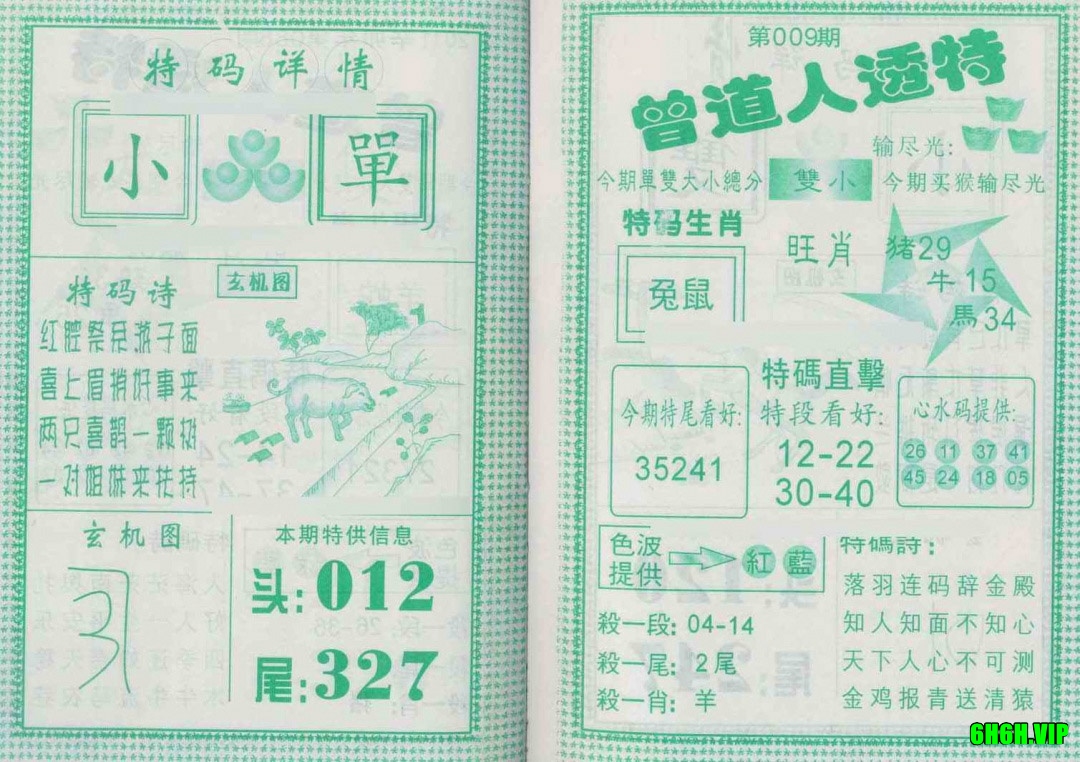 特码详情
小 單
特码诗
红腔祭
子面
喜上眉梢好事来
两只喜鹊一颗
一对姐妹来扶持
玄机图
玄机图
本期特供信息
头:012
尾:327
第009期
曾道人透特
输尽光:
今期單雙大小總分 雙小 今期买猴输尽光
特码生肖
兔鼠
旺肖
猪29
牛15
馬34
今期特尾看好:
35241
特碼直擊
特段看好:
12-22
30-40
心水码提供:
26 11 37 41
45 24 18 05
色波提供 紅 藍
殺一段: 04-14
殺一尾: 2尾
殺一肖: 羊
特碼詩:
落羽连码辞金殿
知人知面不知心
天下人心不可测
金鸡报青送清猿
6H6H.VIP